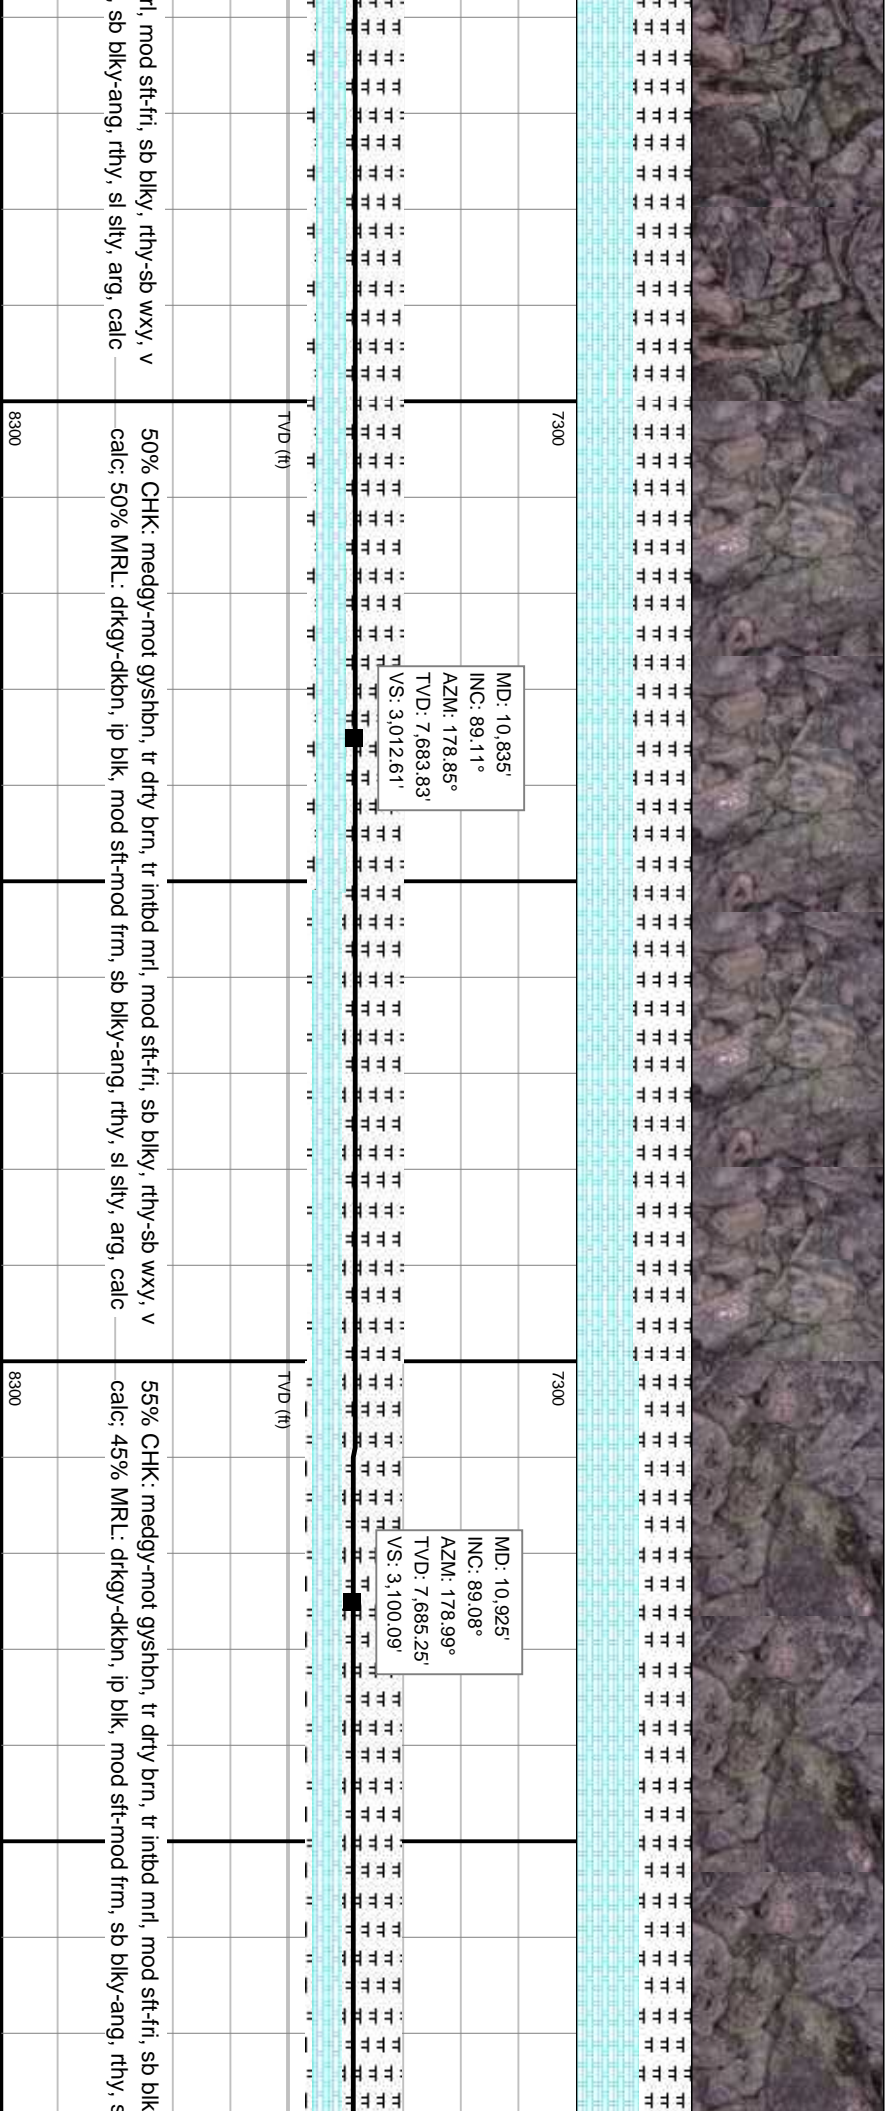 rl, mod sft-fri, sb blky, rthy-sb wxy, v
, sb blky-ang, rthy, sl slty, arg, calc
7300
TVD (ft)
8300
50% CHK: medgy-mot gyshbn, tr drty brn, tr intbd mrl, mod sft-fri, sb blky, rthy-sb wxy, v
calc; 50% MRL: drkgy-dkbn, ip blk, mod sft-mod frm, sb blky-ang, rthy, sl slty, arg, calc
MD: 10,835'
INC: 89.11°
AZM: 178.85°
TVD: 7,683.83'
VS: 3,012.61'
7300
TVD (ft)
8300
55% CHK: medgy-mot gyshbn, tr drty brn, tr intbd mrl, mod sft-fri, sb blk
calc; 45% MRL: drkgy-dkbn, ip blk, mod sft-mod frm, sb blky-ang, rthy, s
MD: 10,925'
INC: 89.08°
AZM: 178.99°
TVD: 7,685.25'
VS: 3,100.09'